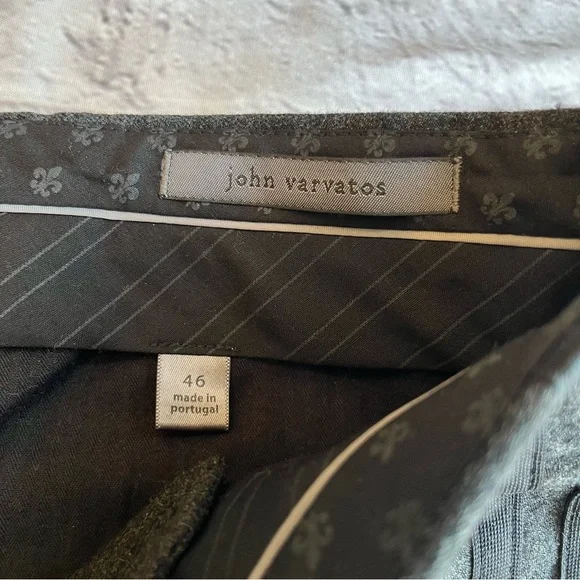 john varvatos
46
made in
portugal